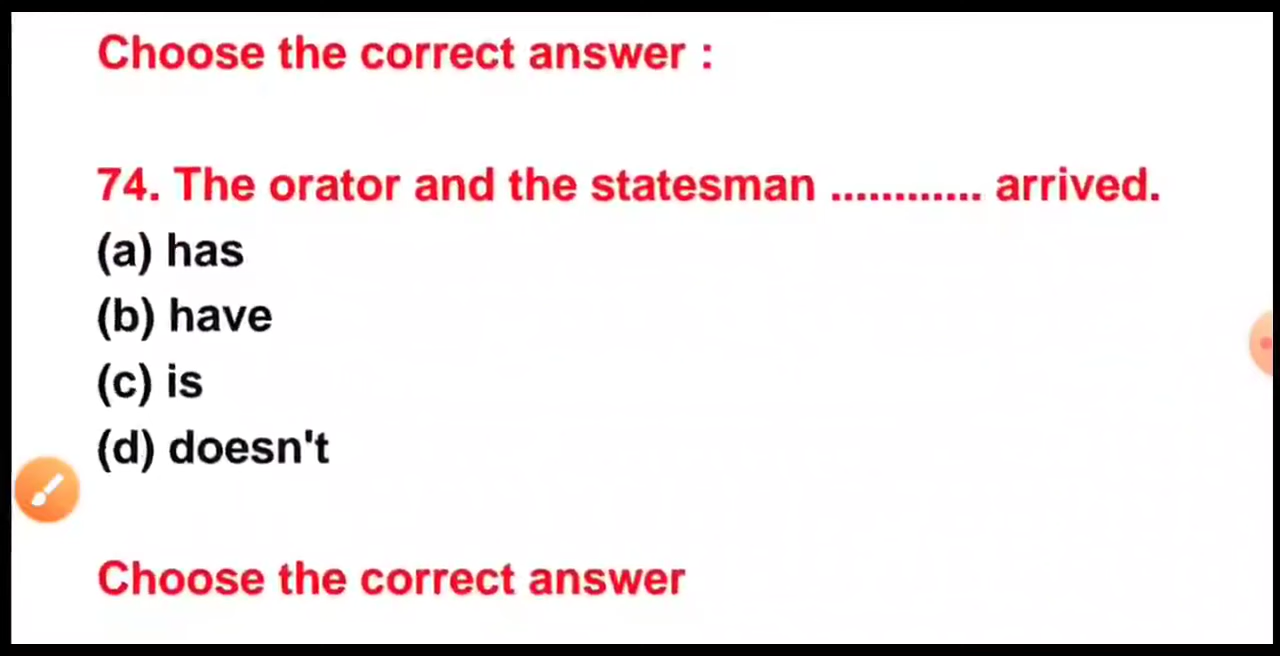 Choose the correct answer :
74. The orator and the statesman ............ arrived.
(a) has
(b) have
(c) is
(d) doesn't
Choose the correct answer